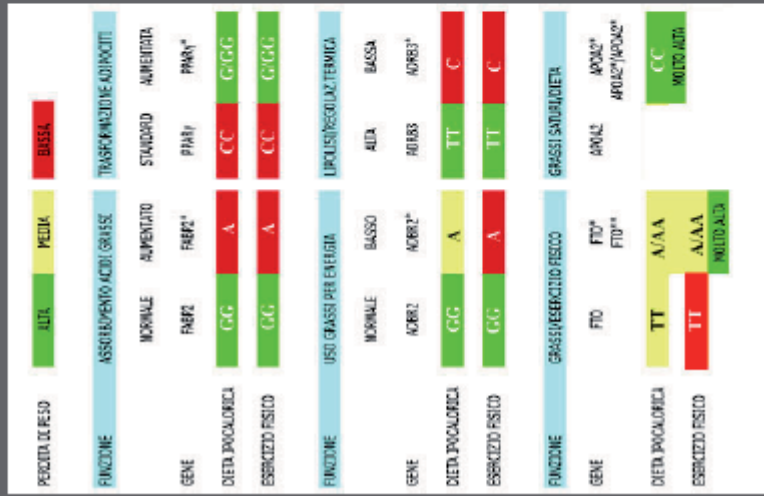 PERDITA DI PESO ALTA MEDIA BASSA
FUNZIONE ASSORBIMENTO ACIDI GRASSI TRASFORMAZIONE ADIPOCITI
NORMALE AUMENTATO STANDARD AUMENTATA
GENE FABP2 FABP2* PPARγ PPARγ*
DIETA IPOCALORICA GG A CC G/GG
ESERCIZIO FISICO GG A CC G/GG
FUNZIONE USO GRASSI PER ENERGIA LIPOLISI/REGOLAZ.TERMICA
NORMALE BASSO ALTA BASSA
GENE ADBR2 ADBR2* ADRB3 ADRB3*
DIETA IPOCALORICA GG A TT C
ESERCIZIO FISICO GG A TT C
FUNZIONE GRASSI/ESERCIZIO FISICO GRASSI SATURI/DIETA
GENE FTO FTO* APOA2 APOA2*
FTO** APOA2*/APOA2*
DIETA IPOCALORICA TT A/AA CC
MOLTO ALTA
ESERCIZIO FISICO TT A/AA
MOLTO ALTA